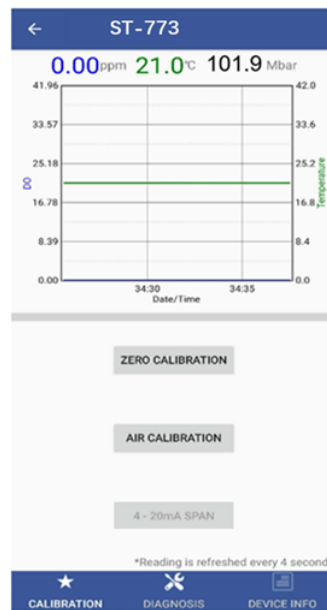 ← ST-773
0.00ppm 21.0°C 101.9 Mbar
41.96 42.0
33.57 33.6
25.18 25.2
DO Temperature
16.78 16.8
8.39 8.4
0.00 0.0
34:30 34:35
Date/Time
ZERO CALIBRATION
AIR CALIBRATION
4 - 20mA SPAN
*Reading is refreshed every 4 second
CALIBRATION DIAGNOSIS DEVICE INFO